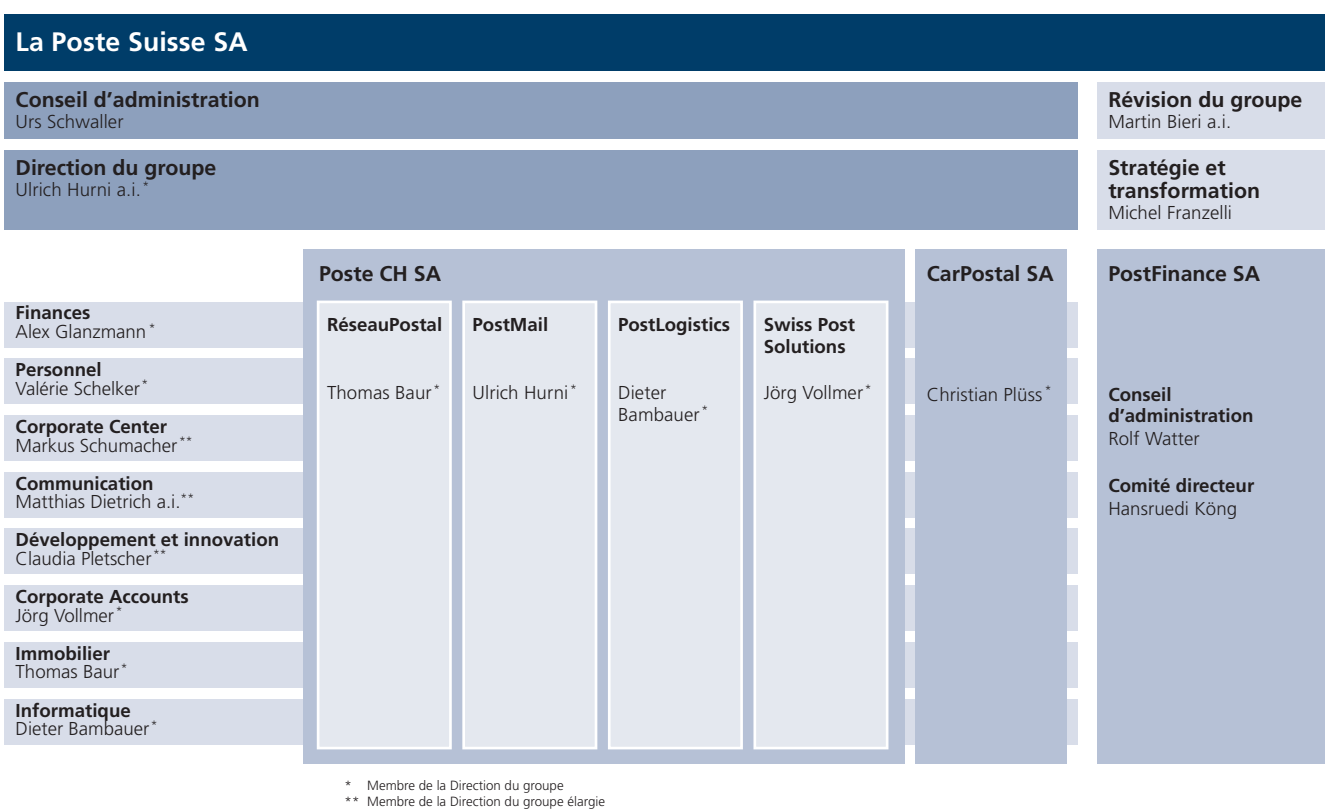 La Poste Suisse SA
Conseil d’administration
Urs Schwaller
Révision du groupe
Martin Bieri a.i.
Direction du groupe
Ulrich Hurni a.i.*
Stratégie et
transformation
Michel Franzelli
Poste CH SA
CarPostal SA
PostFinance SA
Finances
Alex Glanzmann*
Personnel
Valérie Schelker*
Corporate Center
Markus Schumacher**
Communication
Matthias Dietrich a.i.**
Développement et innovation
Claudia Pletscher**
Corporate Accounts
Jörg Vollmer*
Immobilier
Thomas Baur*
Informatique
Dieter Bambauer*
RéseauPostal
Thomas Baur*
PostMail
Ulrich Hurni*
PostLogistics
Dieter
Bambauer*
Swiss Post
Solutions
Jörg Vollmer*
Christian Plüss*
Conseil
d’administration
Rolf Watter
Comité directeur
Hansruedi Köng
* Membre de la Direction du groupe
** Membre de la Direction du groupe élargie